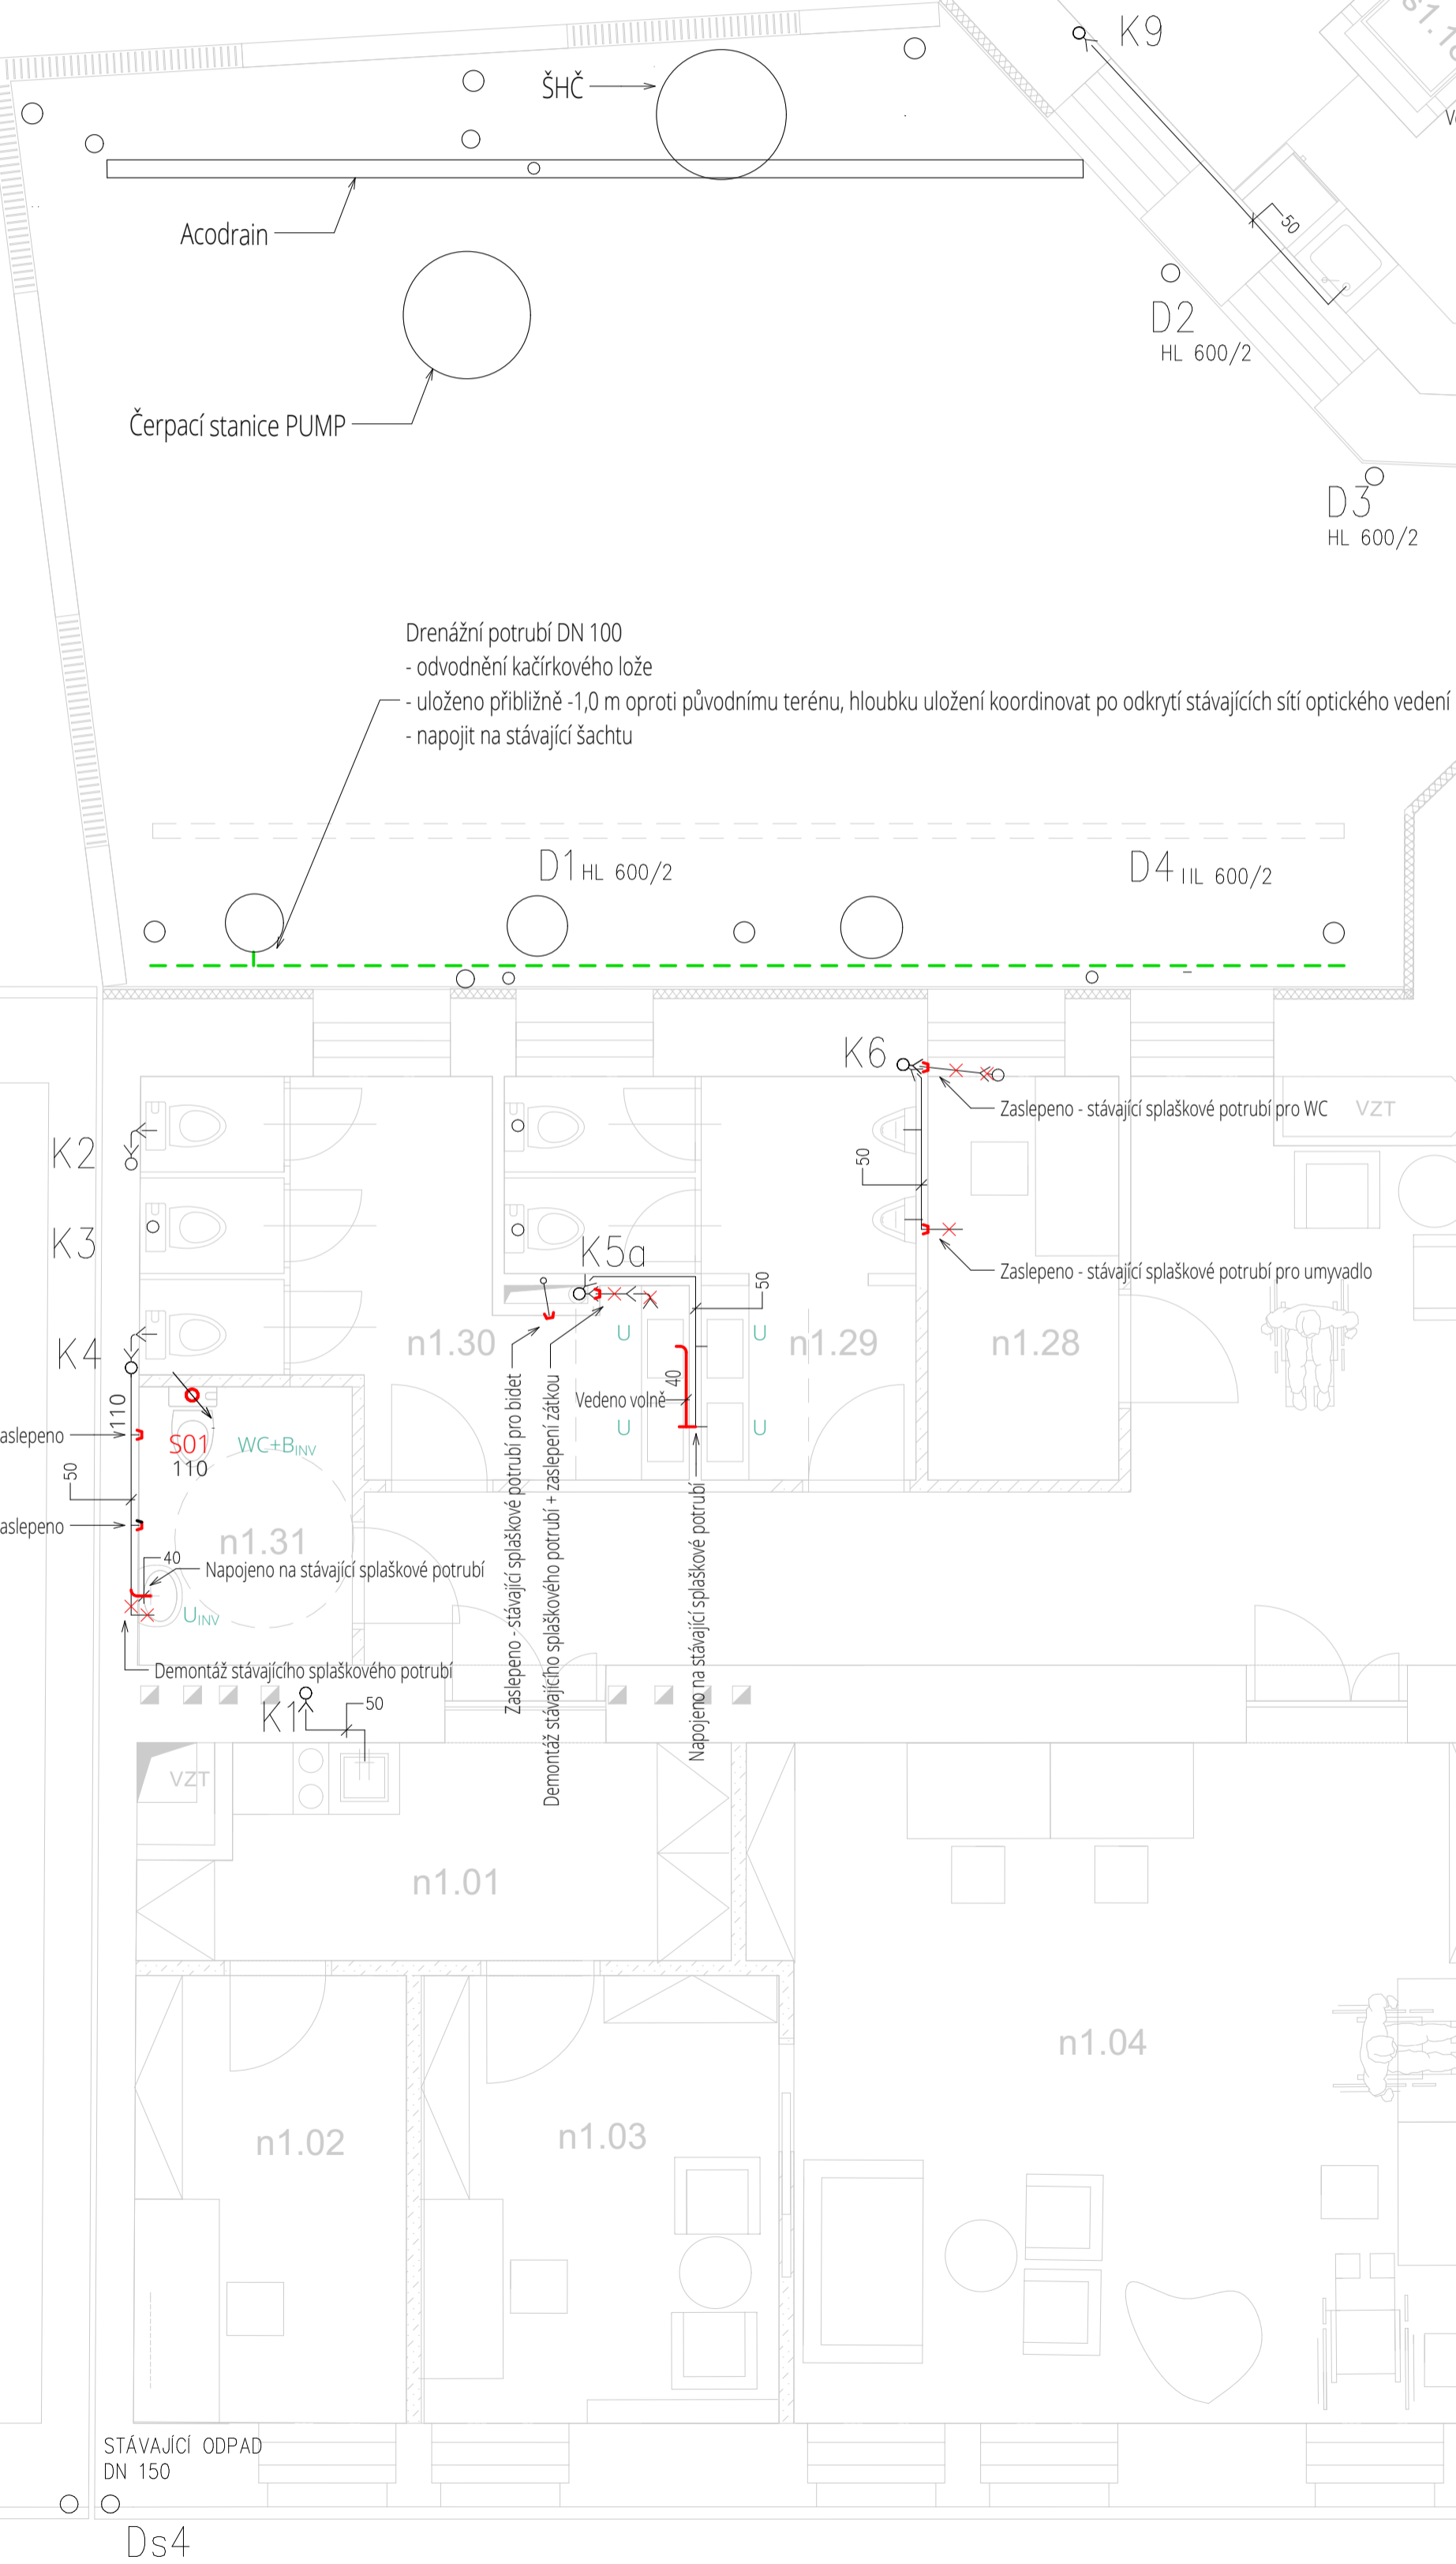 K9
ŠHČ
Acodrain
50
D2
HL 600/2
Čerpací stanice PUMP
D3
HL 600/2
Drenážní potrubí DN 100
- odvodnění kačírkového lože
- uloženo přibližně -1,0 m oproti původnímu terénu, hloubku uložení koordinovat po odkrytí stávajících sítí optického vedení
- napojit na stávající šachtu
D1 HL 600/2
D4 HL 600/2
K6
Zaslepeno - stávající splaškové potrubí pro WC
VZT
K2
50
K3
K5a
Zaslepeno - stávající splaškové potrubí pro umyvadlo
50
U
U
n1.30
n1.29
n1.28
K4
40
Vedeno volně
110
U
U
aslepeno
S01
WC+BINV
110
50
aslepeno
n1.31
40
Napojeno na stávající splaškové potrubí
UINV
Zaslepeno - stávající splaškové potrubí pro bidet
Demontáž stávajícího splaškového potrubí + zaslepení zátkou
Napojeno na stávající splaškové potrubí
Demontáž stávajícího splaškového potrubí
K1
50
VZT
n1.01
n1.04
n1.02
n1.03
STÁVAJÍCÍ ODPAD
DN 150
Ds4